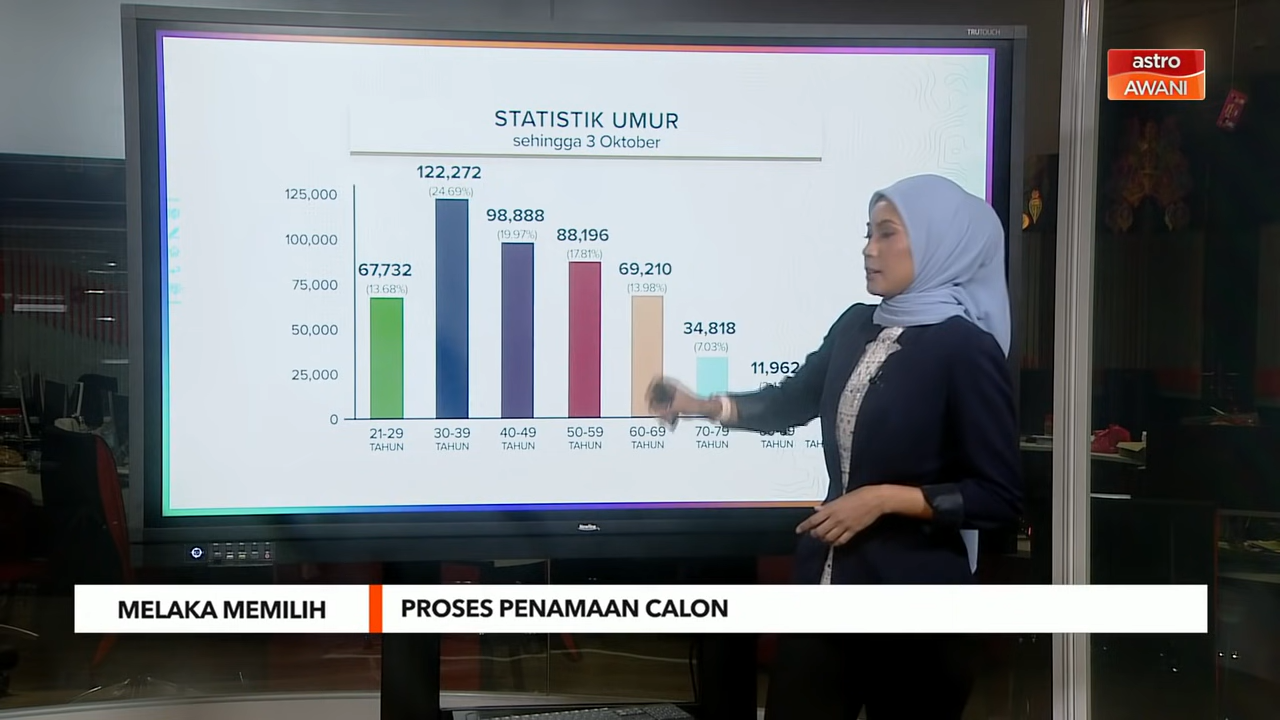 TRUTOUCH
astro
AWANI
STATISTIK UMUR
sehingga 3 Oktober
125,000
100,000
75,000
50,000
25,000
0
67,732
(13.68%)
122,272
(24.69%)
98,888
(19.97%)
88,196
(17.81%)
69,210
(13.98%)
34,818
(7.03%)
11,962
21-29
TAHUN
30-39
TAHUN
40-49
TAHUN
50-59
TAHUN
60-69
TAHUN
70-79
TAHUN
TAHUN
MELAKA MEMILIH
PROSES PENAMAAN CALON